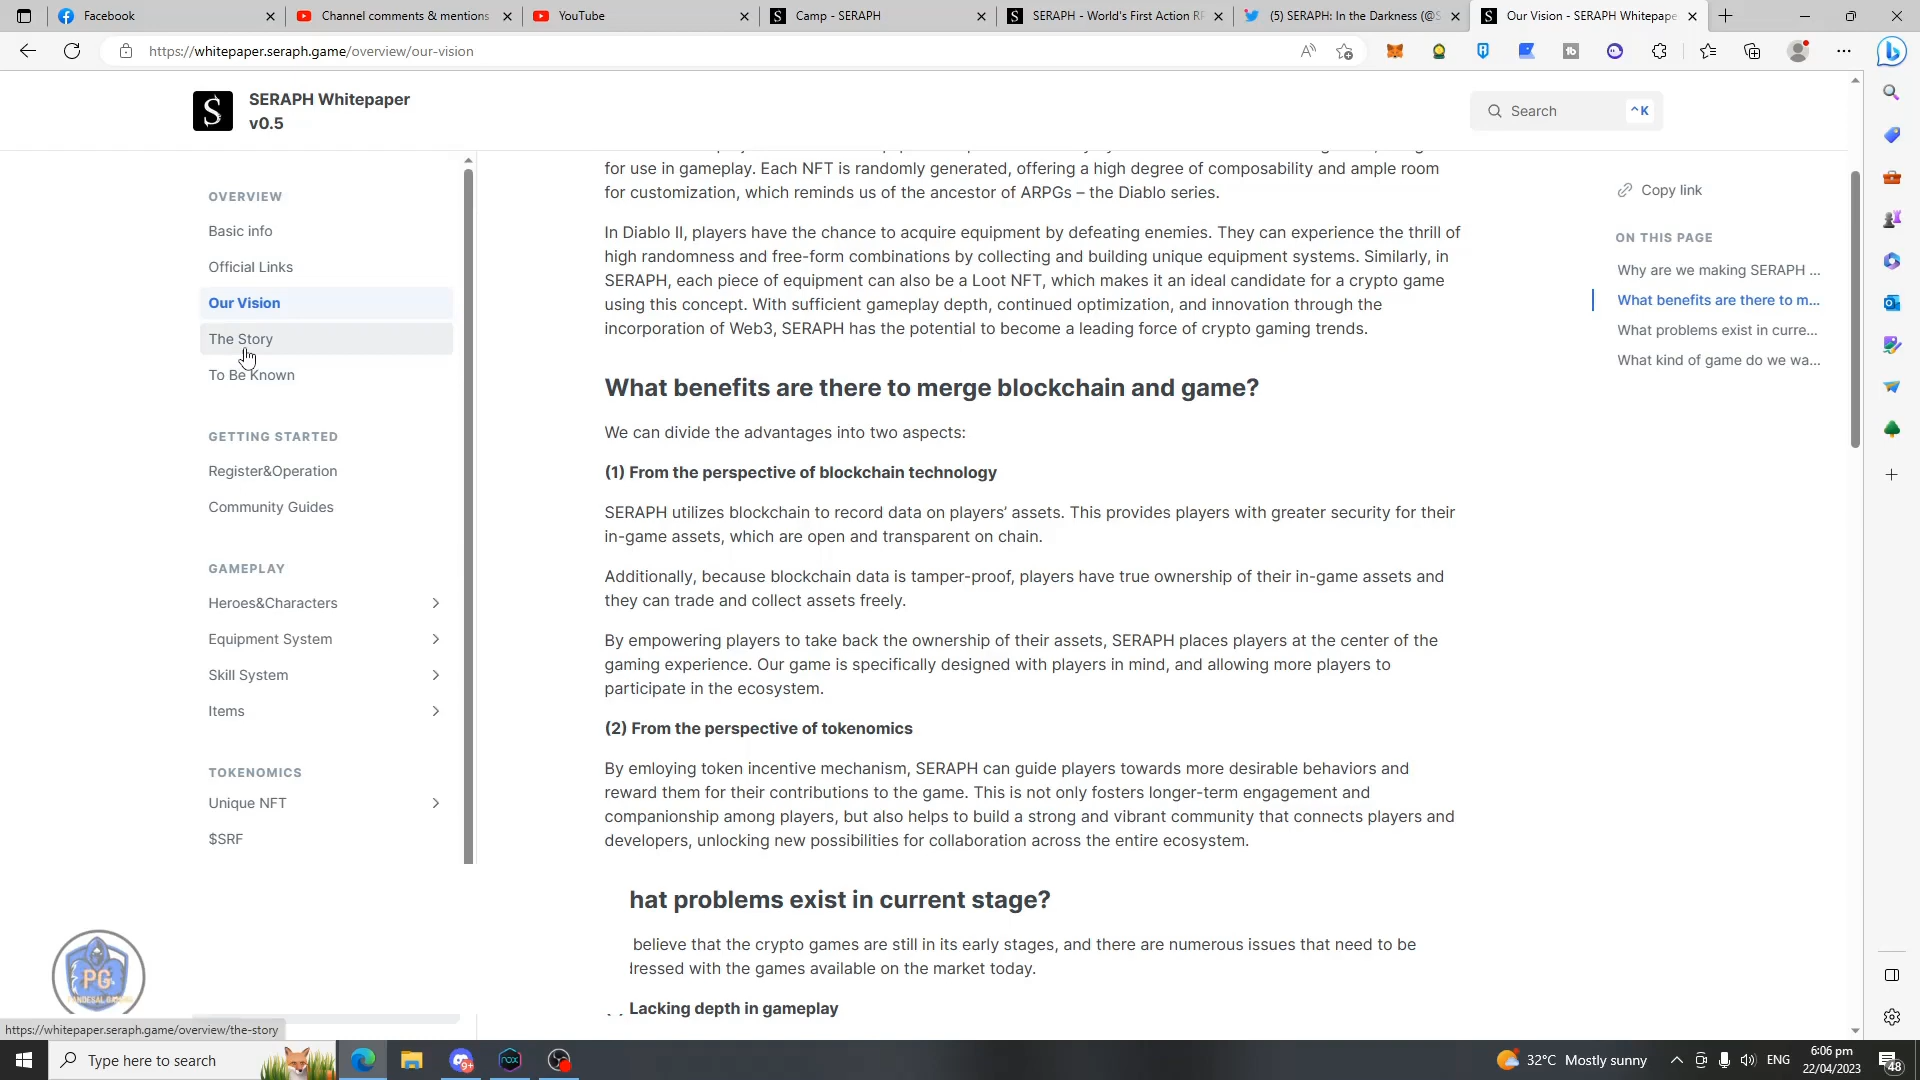 Facebook
Channel comments & mentions
YouTube
Camp - SERAPH
SERAPH - World's First Action RP
(5) SERAPH: In the Darkness (@S
Our Vision - SERAPH Whitepape
https://whitepaper.seraph.game/overview/our-vision
SERAPH Whitepaper
v0.5
Search
^K
OVERVIEW
Basic info
Official Links
Our Vision
The Story
To Be Known
GETTING STARTED
Register&Operation
Community Guides
GAMEPLAY
Heroes&Characters
Equipment System
Skill System
Items
TOKENOMICS
Unique NFT
$SRF
for use in gameplay. Each NFT is randomly generated, offering a high degree of composability and ample room
for customization, which reminds us of the ancestor of ARPGs – the Diablo series.
In Diablo II, players have the chance to acquire equipment by defeating enemies. They can experience the thrill of
high randomness and free-form combinations by collecting and building unique equipment systems. Similarly, in
SERAPH, each piece of equipment can also be a Loot NFT, which makes it an ideal candidate for a crypto game
using this concept. With sufficient gameplay depth, continued optimization, and innovation through the
incorporation of Web3, SERAPH has the potential to become a leading force of crypto gaming trends.
What benefits are there to merge blockchain and game?
We can divide the advantages into two aspects:
(1) From the perspective of blockchain technology
SERAPH utilizes blockchain to record data on players' assets. This provides players with greater security for their
in-game assets, which are open and transparent on chain.
Additionally, because blockchain data is tamper-proof, players have true ownership of their in-game assets and
they can trade and collect assets freely.
By empowering players to take back the ownership of their assets, SERAPH places players at the center of the
gaming experience. Our game is specifically designed with players in mind, and allowing more players to
participate in the ecosystem.
(2) From the perspective of tokenomics
By emloying token incentive mechanism, SERAPH can guide players towards more desirable behaviors and
reward them for their contributions to the game. This is not only fosters longer-term engagement and
companionship among players, but also helps to build a strong and vibrant community that connects players and
developers, unlocking new possibilities for collaboration across the entire ecosystem.
hat problems exist in current stage?
believe that the crypto games are still in its early stages, and there are numerous issues that need to be
dressed with the games available on the market today.
Lacking depth in gameplay
Copy link
ON THIS PAGE
Why are we making SERAPH ...
What benefits are there to m...
What problems exist in curre...
What kind of game do we wa...
PG
PANDESAL GAMING
https://whitepaper.seraph.game/overview/the-story
Type here to search
9+
nox
32°C Mostly sunny
ENG
6:06 pm
22/04/2023
48